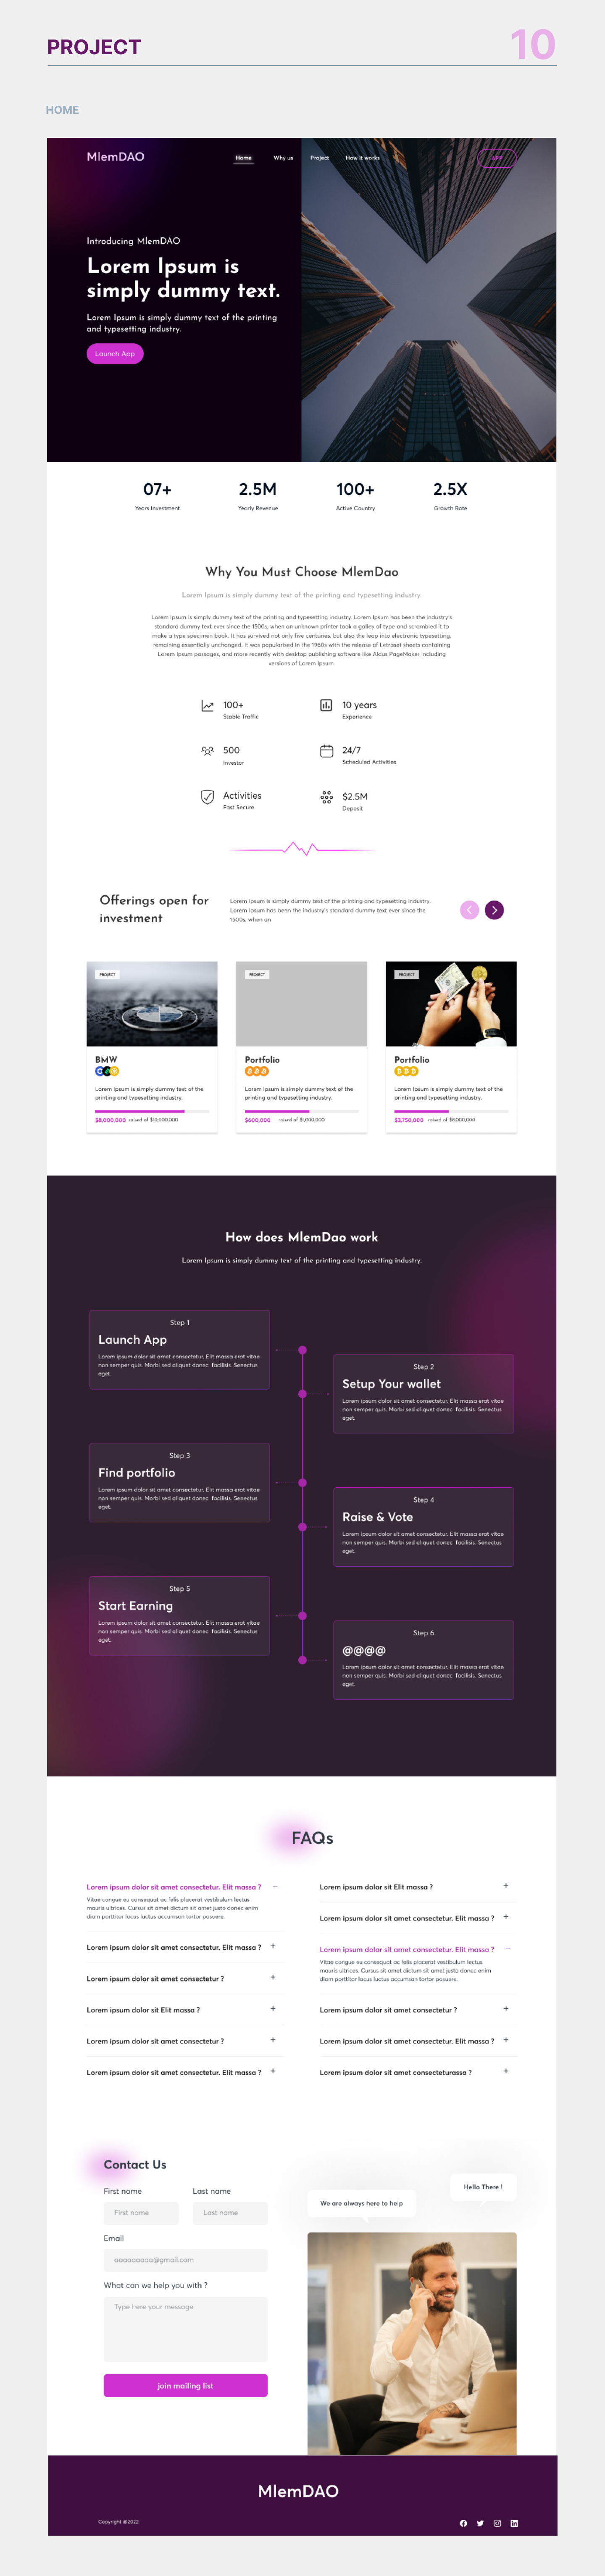 PROJECT
10
HOME
MlemDAO
Home
Why us
Project
How it works
APP
Introducing MlemDAO
Lorem Ipsum is
simply dummy text.
Lorem Ipsum is simply dummy text of the printing
and typesetting industry.
Launch App
07+
2.5M
100+
2.5X
Years Investment
Yearly Revenue
Active Country
Growth Rate
Why You Must Choose MlemDao
Lorem Ipsum is simply dummy text of the printing and typesetting industry.
Lorem Ipsum is simply dummy text of the printing and typesetting industry. Lorem Ipsum has been the industry's
standard dummy text ever since the 1500s, when an unknown printer took a galley of type and scrambled it to
make a type specimen book. It has survived not only five centuries, but also the leap into electronic typesetting,
remaining essentially unchanged. It was popularised in the 1960s with the release of Letraset sheets containing
Lorem Ipsum passages, and more recently with desktop publishing software like Aldus PageMaker including
versions of Lorem Ipsum.
100+
Stable Traffic
10 years
Experience
500
Investor
24/7
Scheduled Activities
Activities
Fast Secure
$2.5M
Deposit
Offerings open for
investment
Lorem Ipsum is simply dummy text of the printing and typesetting industry.
Lorem Ipsum has been the industry's standard dummy text ever since the
1500s, when an
PROJECT
BMW
Lorem Ipsum is simply dummy text of the
printing and typesetting industry.
$8,000,000 raised of $10,000,000
PROJECT
Portfolio
Lorem Ipsum is simply dummy text of the
printing and typesetting industry.
$600,000 raised of $1,000,000
PROJECT
Portfolio
Lorem Ipsum is simply dummy text of the
printing and typesetting industry.
$3,750,000 raised of $8,000,000
How does MlemDao work
Lorem Ipsum is simply dummy text of the printing and typesetting industry.
Step 1
Launch App
Lorem ipsum dolor sit amet consectetur. Elit massa erat vitae
non semper quis. Morbi sed aliquet donec facilisis. Senectus
eget.
Step 2
Setup Your wallet
Lorem ipsum dolor sit amet consectetur. Elit massa erat vitae
non semper quis. Morbi sed aliquet donec facilisis. Senectus
eget.
Step 3
Find portfolio
Lorem ipsum dolor sit amet consectetur. Elit massa erat vitae
non semper quis. Morbi sed aliquet donec facilisis. Senectus
eget.
Step 4
Raise & Vote
Lorem ipsum dolor sit amet consectetur. Elit massa erat vitae
non semper quis. Morbi sed aliquet donec facilisis. Senectus
eget.
Step 5
Start Earning
Lorem ipsum dolor sit amet consectetur. Elit massa erat vitae
non semper quis. Morbi sed aliquet donec facilisis. Senectus
eget.
Step 6
@@@@
Lorem ipsum dolor sit amet consectetur. Elit massa erat vitae
non semper quis. Morbi sed aliquet donec facilisis. Senectus
eget.
FAQs
Lorem ipsum dolor sit amet consectetur. Elit massa ?
Vitae congue eu consequat ac felis placerat vestibulum lectus
mauris ultrices. Cursus sit amet dictum sit amet justo donec enim
diam porttitor lacus luctus accumsan tortor posuere.
Lorem ipsum dolor sit amet consectetur. Elit massa ?
Lorem ipsum dolor sit amet consectetur ?
Lorem ipsum dolor sit Elit massa ?
Lorem ipsum dolor sit amet consectetur ?
Lorem ipsum dolor sit amet consectetur. Elit massa ?
Lorem ipsum dolor sit Elit massa ?
Lorem ipsum dolor sit amet consectetur. Elit massa ?
Lorem ipsum dolor sit amet consectetur. Elit massa ?
Vitae congue eu consequat ac felis placerat vestibulum lectus
mauris ultrices. Cursus sit amet dictum sit amet justo donec enim
diam porttitor lacus luctus accumsan tortor posuere.
Lorem ipsum dolor sit amet consectetur ?
Lorem ipsum dolor sit amet consectetur. Elit massa ?
Lorem ipsum dolor sit amet consecteturassa ?
Contact Us
First name
Last name
First name
Last name
Email
aaaaaaaaa@gmail.com
What can we help you with ?
Type here your message
join mailing list
Hello There !
We are always here to help
MlemDAO
Copyright @2022